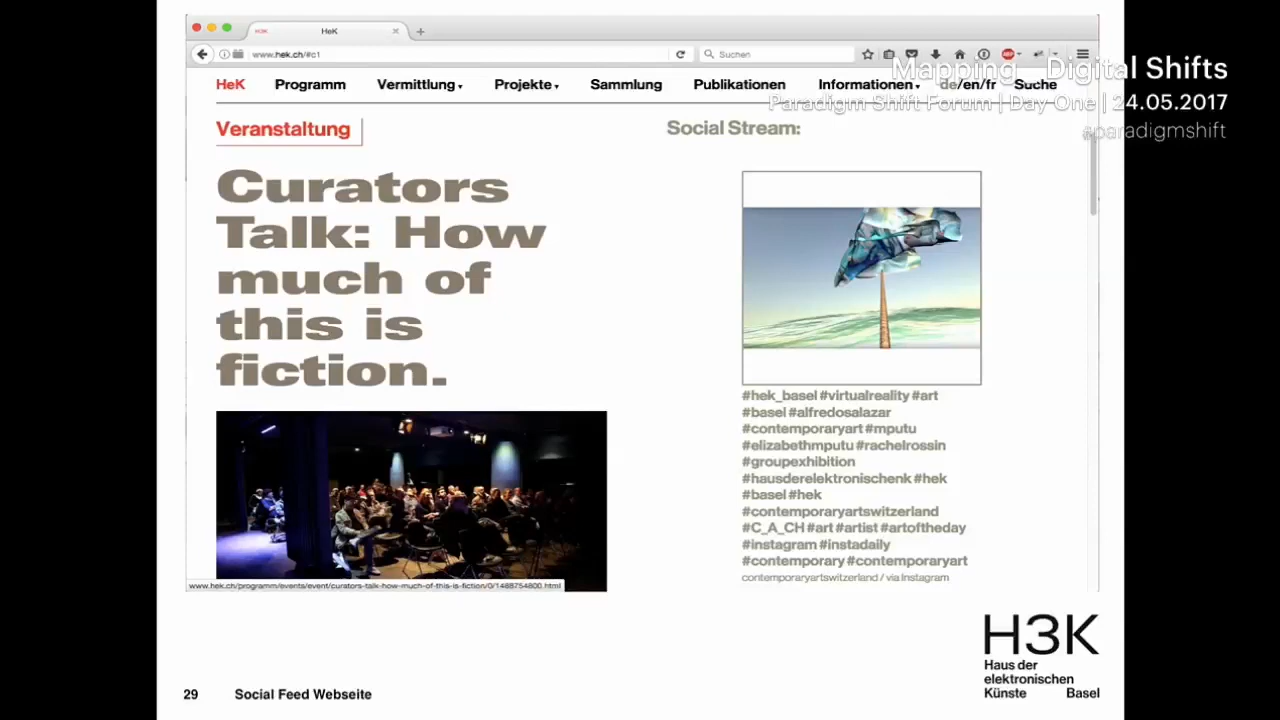 H3K
HeK
www.hek.ch/#c1
Suchen
Mapping Digital Shifts
Paradigm Shift Forum | Day One | 24.05.2017
#paradigmshift
HeK Programm Vermittlung Projekte Sammlung Publikationen Informationen de/en/fr Suche
Veranstaltung
Social Stream:
Curators
Talk: How
much of
this is
fiction.
#hek_basel #virtualreality #art
#basel #alfredosalazar
#contemporaryart #mputu
#elizabethmputu #rachelrossin
#groupexhibition
#hausderelektronischenk #hek
#basel #hek
#contemporaryartswitzerland
#C_A_CH #art #artist #artoftheday
#instagram #instadaily
#contemporary #contemporaryart
contemporaryartswitzerland / via Instagram
www.hek.ch/programm/events/event/curators-talk-how-much-of-this-is-fiction/0/1488754800.html
H3K
Haus der
elektronischen
Künste Basel
29 Social Feed Webseite